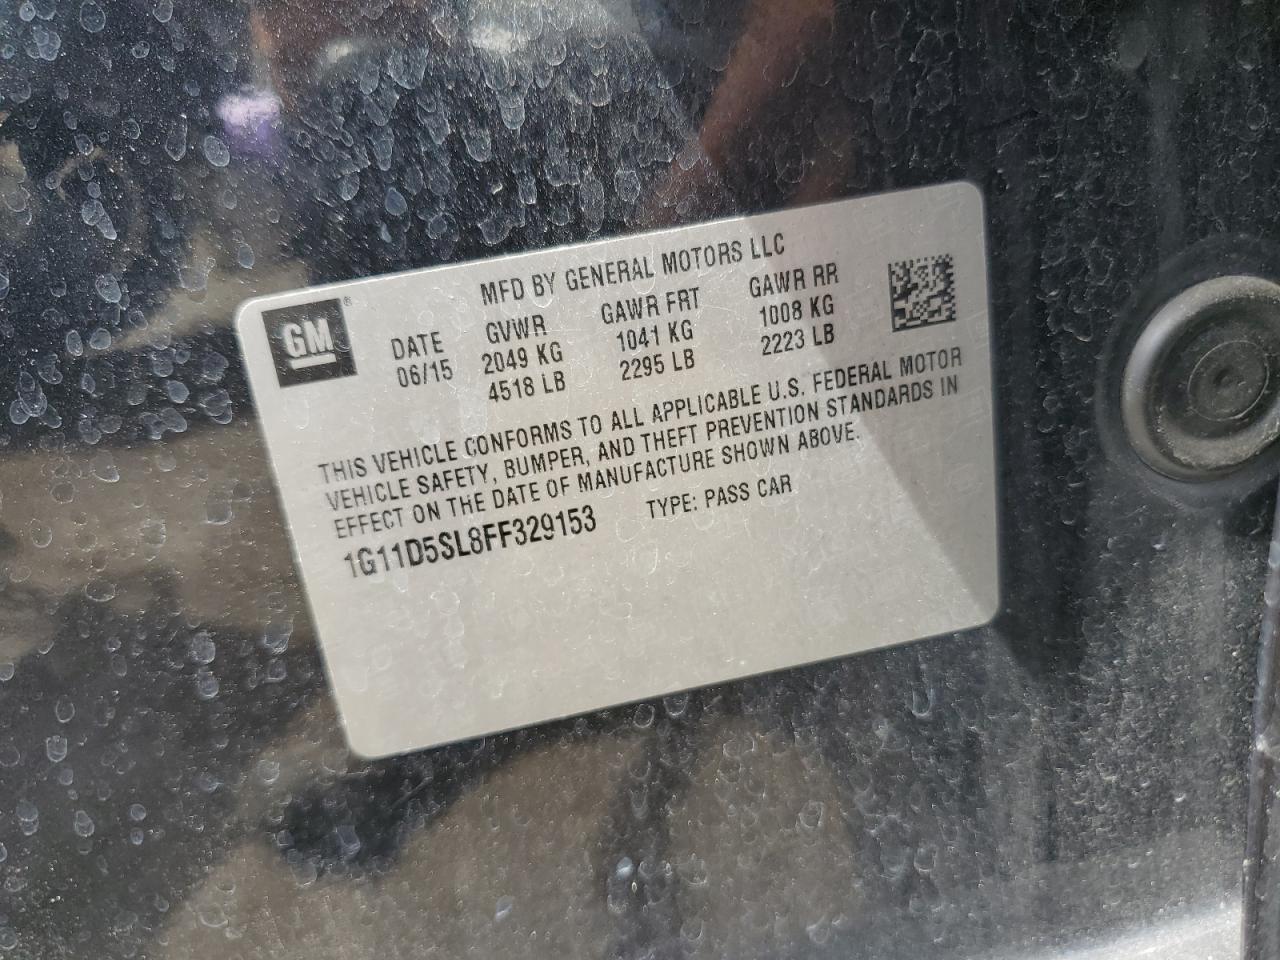 MFD BY GENERAL MOTORS LLC
GM®
DATE GVWR GAWR FRT GAWR RR
06/15 2049 KG 1041 KG 1008 KG
4518 LB 2295 LB 2223 LB
THIS VEHICLE CONFORMS TO ALL APPLICABLE U.S. FEDERAL MOTOR
VEHICLE SAFETY, BUMPER, AND THEFT PREVENTION STANDARDS IN
EFFECT ON THE DATE OF MANUFACTURE SHOWN ABOVE.
1G11D5SL8FF329153 TYPE: PASS CAR